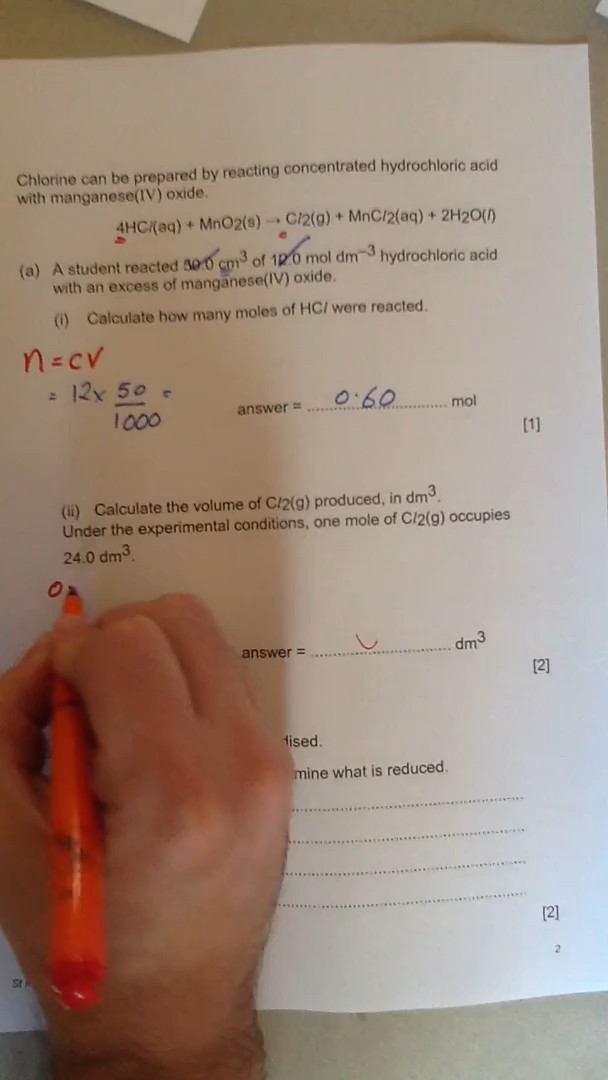 Chlorine can be prepared by reacting concentrated hydrochloric acid
with manganese(IV) oxide.
4HCl(aq) + MnO2(s) → Cl2(g) + MnCl2(aq) + 2H2O(l)
(a) A student reacted 50.0 cm3 of 12.0 mol dm−3 hydrochloric acid
with an excess of manganese(IV) oxide.
(i) Calculate how many moles of HCl were reacted.
n = cv
= 12 x 50/1000 =
answer = 0.60 mol
[1]
(ii) Calculate the volume of Cl2(g) produced, in dm3.
Under the experimental conditions, one mole of Cl2(g) occupies
24.0 dm3.
0
answer = dm3
[2]
what is reduced.
[2]
2